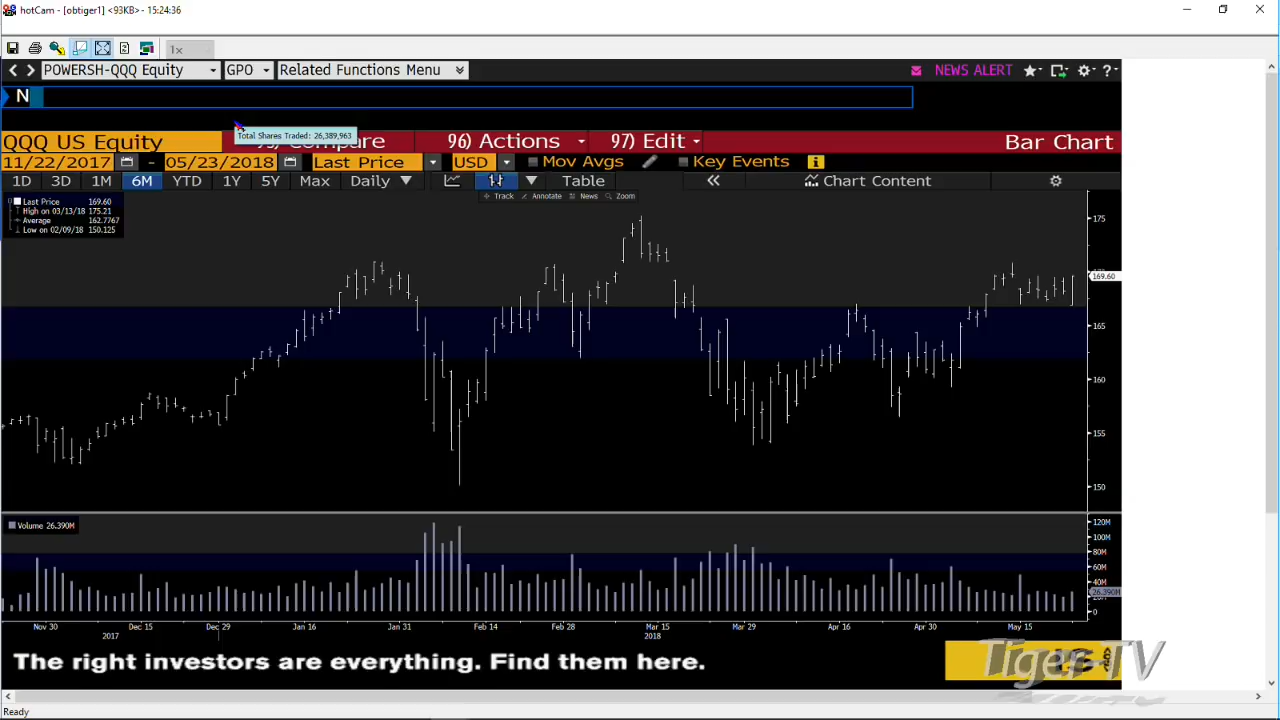 hotCam - [obtiger1] <93KB> - 15:24:36
1x
POWERSH-QQQ Equity GPO Related Functions Menu NEWS ALERT ?
N
Total Shares Traded: 26,389,963
QQQ US Equity Compare 96) Actions 97) Edit Bar Chart
11/22/2017 - 05/23/2018 Last Price USD Mov Avgs Key Events
1D 3D 1M 6M YTD 1Y 5Y Max Daily Table Chart Content
Track Annotate News Zoom
Last Price 169.60
High on 03/13/18 175.21
Average 162.7767
Low on 02/09/18 150.125
175
169.60
165
160
155
150
Volume 26.390M
120M
100M
80M
60M
40M
26.390M
0
Nov 30 Dec 15 Dec 29 Jan 16 Jan 31 Feb 14 Feb 28 Mar 15 Mar 29 Apr 16 Apr 30 May 15
2017 2018
The right investors are everything. Find them here.
Tiger-TV
Ready